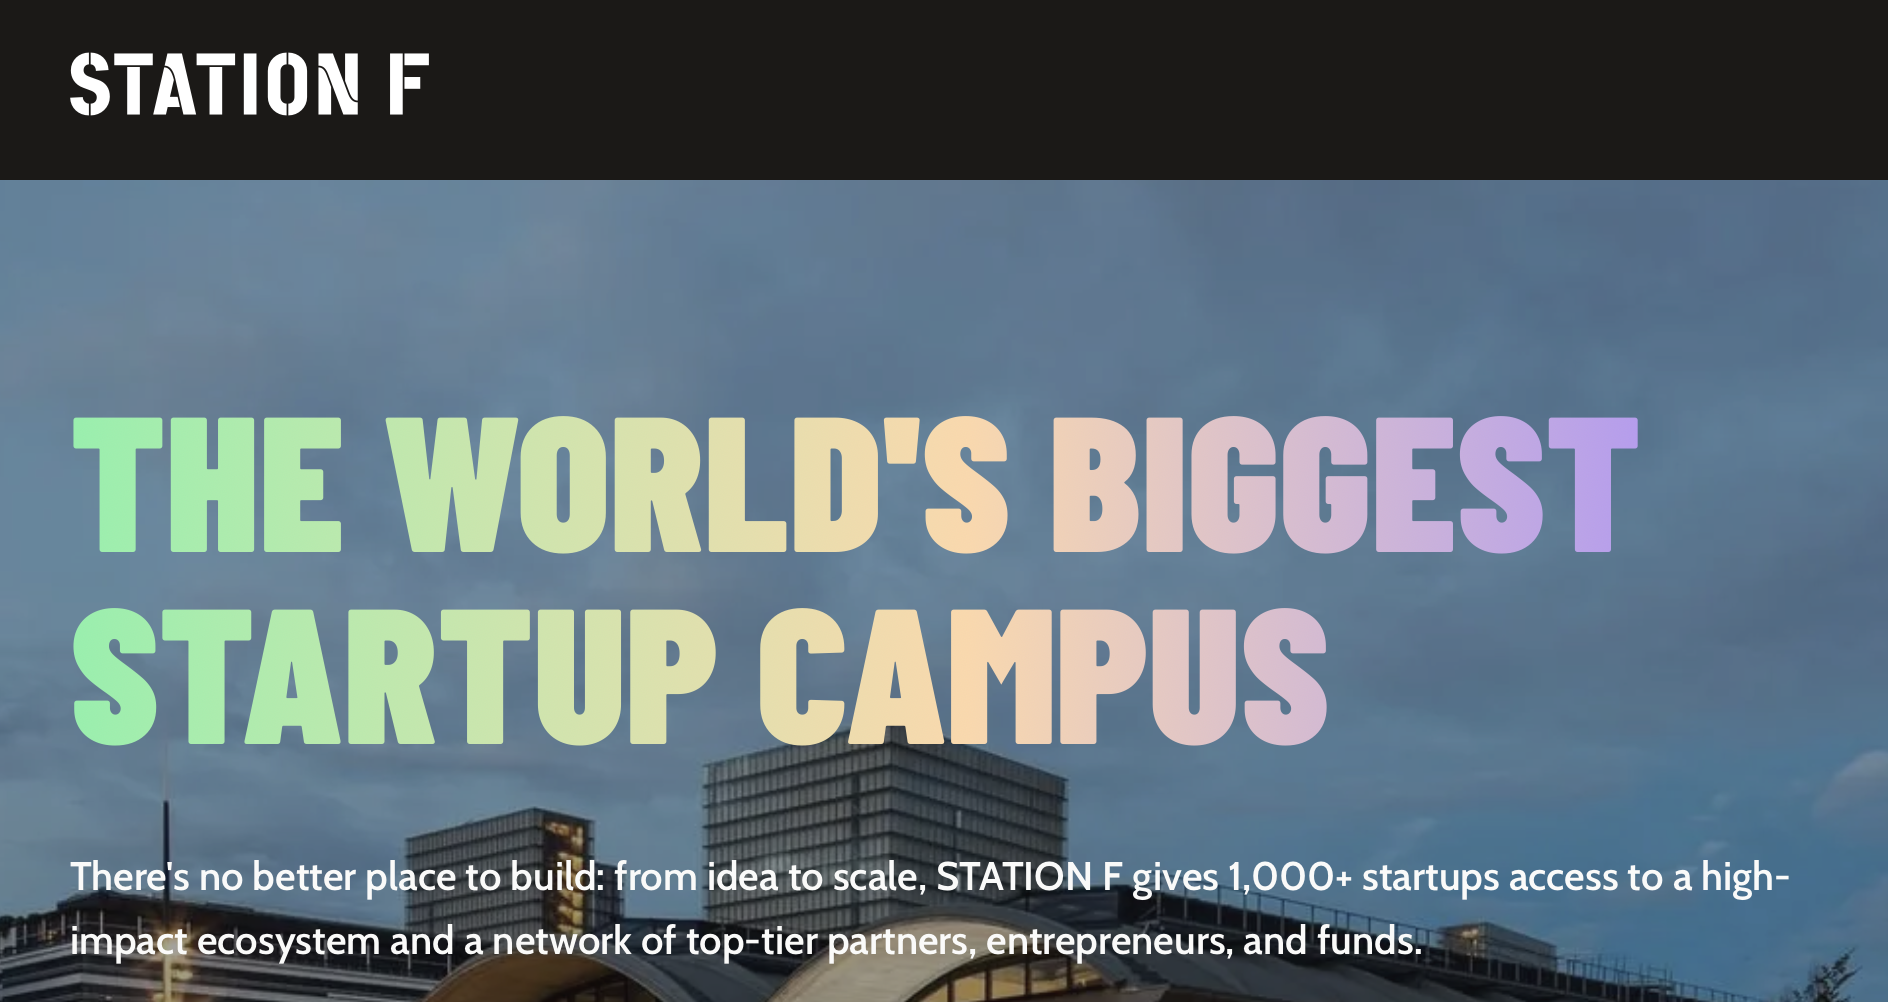 STATION F
THE WORLD'S BIGGEST
STARTUP CAMPUS
There's no better place to build: from idea to scale, STATION F gives 1,000+ startups access to a high-
impact ecosystem and a network of top-tier partners, entrepreneurs, and funds.